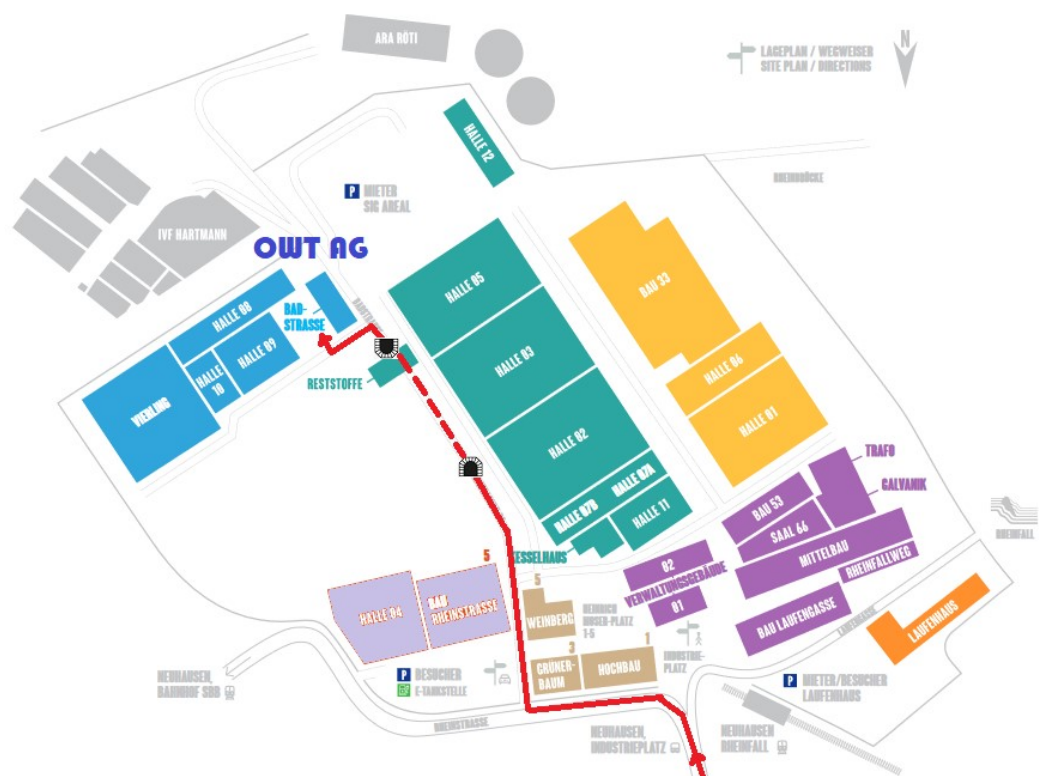 ARA RÖTI
LAGEPLAN / WEGWEISER
SITE PLAN / DIRECTIONS
N
HALLE 12
RHEINBRÜCKE
P MIETER
SIG AREAL
IVF HARTMANN
OWT AG
HALLE 05
BAU 33
HALLE 08
BAD-
STRASSE
HALLE 09
HALLE
10
VIERLING
RESTSTOFFE
HALLE 03
HALLE 06
HALLE 01
HALLE 02
HALLE 07A
HALLE 07B
HALLE 11
KESSELHAUS
TRAFO
GALVANIK
BAU 53
SAAL 66
MITTELBAU
RHEINFALLWEG
RHEINFALL
02
VERWALTUNGSGEBÄUDE
01
BAU LAUFENGASSE
LAUFENGASSE
LAUFENHAUS
5
HALLE 04
BAU
RHEINSTRASSE
5
WEINBERG
HEINRICH
MOSER-PLATZ
1-5
3
GRÜNER-
BAUM
1
HOCHBAU
INDUSTRIE-
PLATZ
NEUHAUSEN,
BAHNHOF SBB
P BESUCHER
E-TANKSTELLE
P MIETER/BESUCHER
LAUFENHAUS
RHEINSTRASSE
NEUHAUSEN,
INDUSTRIEPLATZ
NEUHAUSEN
RHEINFALL